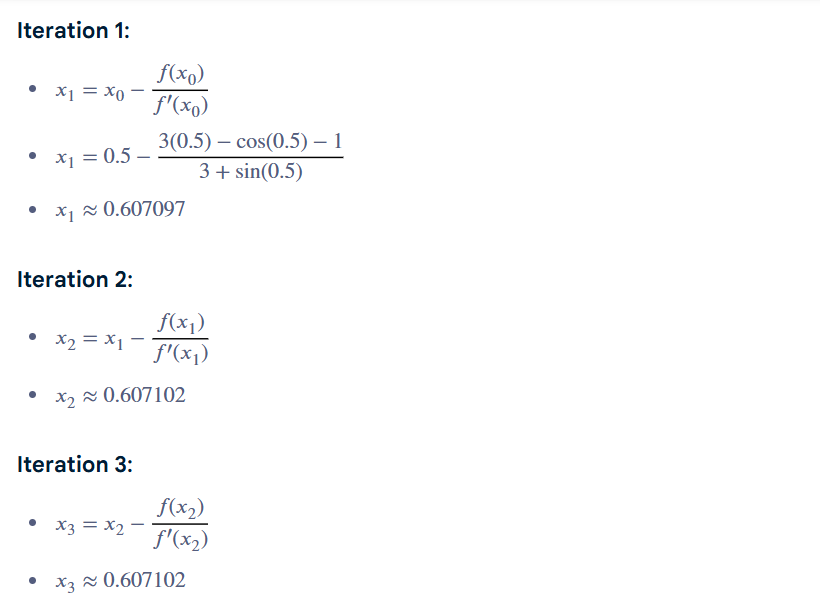 Iteration 1:
• x₁ = x₀ − f(x₀) / f′(x₀)
• x₁ = 0.5 − 3(0.5) − cos(0.5) − 1 / 3 + sin(0.5)
• x₁ ≈ 0.607097
Iteration 2:
• x₂ = x₁ − f(x₁) / f′(x₁)
• x₂ ≈ 0.607102
Iteration 3:
• x₃ = x₂ − f(x₂) / f′(x₂)
• x₃ ≈ 0.607102